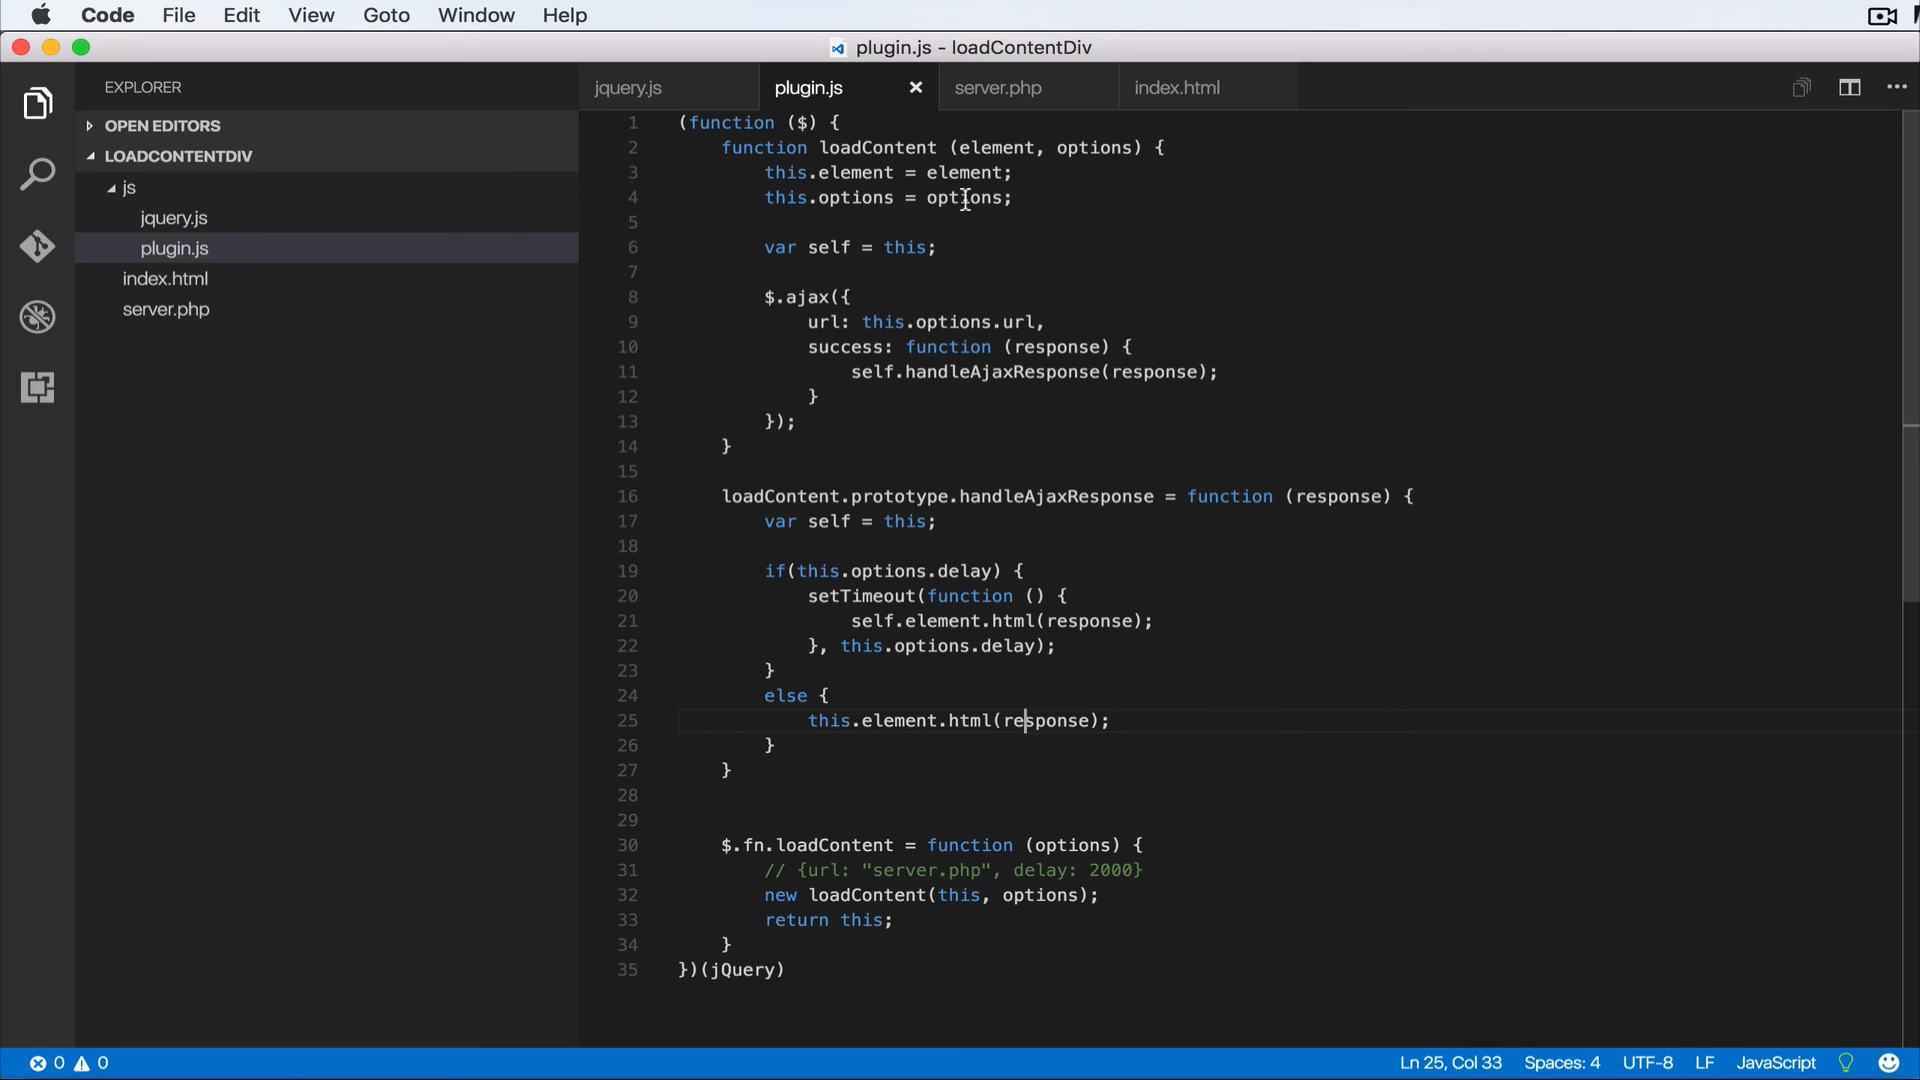 Code File Edit View Goto Window Help
plugin.js - loadContentDiv
EXPLORER
OPEN EDITORS
LOADCONTENTDIV
js
jquery.js
plugin.js
index.html
server.php
jquery.js plugin.js server.php index.html
1 (function ($) {
2 function loadContent (element, options) {
3 this.element = element;
4 this.options = options;
5
6 var self = this;
7
8 $.ajax({
9 url: this.options.url,
10 success: function (response) {
11 self.handleAjaxResponse(response);
12 }
13 });
14 }
15
16 loadContent.prototype.handleAjaxResponse = function (response) {
17 var self = this;
18
19 if(this.options.delay) {
20 setTimeout(function () {
21 self.element.html(response);
22 }, this.options.delay);
23 }
24 else {
25 this.element.html(response);
26 }
27 }
28
29
30 $.fn.loadContent = function (options) {
31 // {url: "server.php", delay: 2000}
32 new loadContent(this, options);
33 return this;
34 }
35 })(jQuery)
0 0 Ln 25, Col 33 Spaces: 4 UTF-8 LF JavaScript